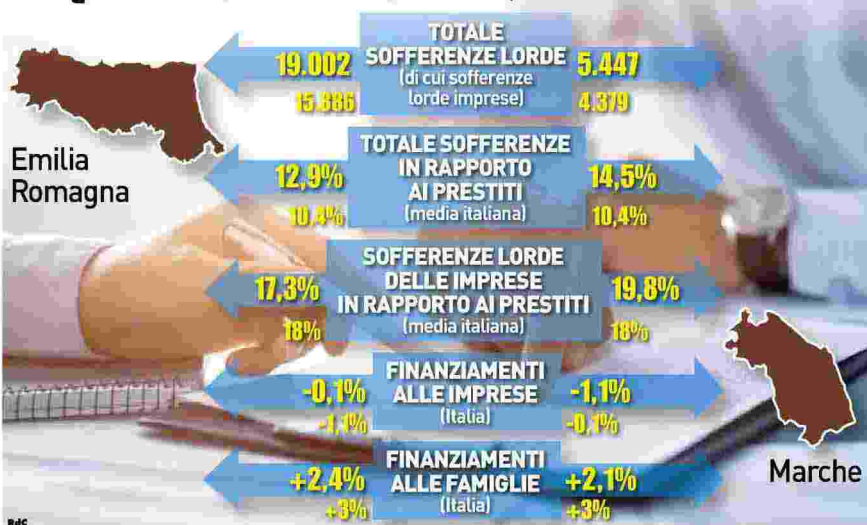 TOTALE
SOFFERENZE LORDE
(di cui sofferenze
lorde imprese)
19.002
15.886
5.447
4.379
Emilia
Romagna
TOTALE SOFFERENZE
IN RAPPORTO
AI PRESTITI
(media italiana)
12,9%
10,4%
14,5%
10,4%
SOFFERENZE LORDE
DELLE IMPRESE
IN RAPPORTO AI PRESTITI
(media italiana)
17,3%
18%
19,8%
18%
FINANZIAMENTI
ALLE IMPRESE
(Italia)
-0,1%
-1,1%
-1,1%
-0,1%
FINANZIAMENTI
ALLE FAMIGLIE
(Italia)
+2,4%
+3%
+2,1%
+3%
Marche
RdC